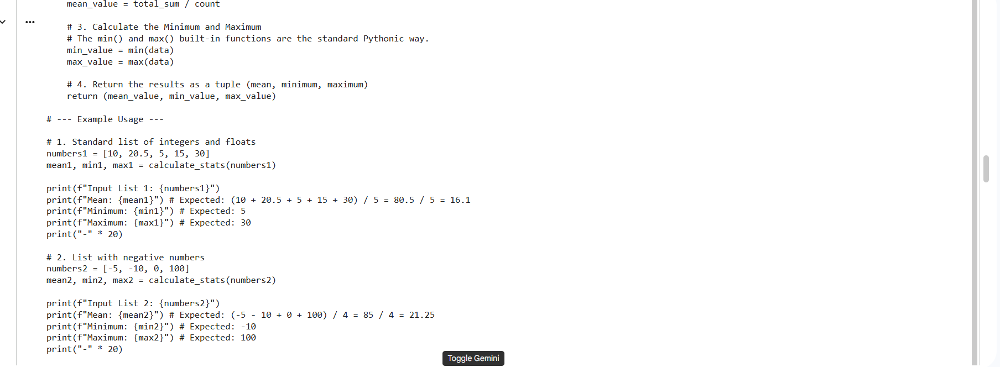 mean_value = total_sum / count

    # 3. Calculate the Minimum and Maximum
    # The min() and max() built-in functions are the standard Pythonic way.
    min_value = min(data)
    max_value = max(data)

    # 4. Return the results as a tuple (mean, minimum, maximum)
    return (mean_value, min_value, max_value)

# --- Example Usage ---

# 1. Standard list of integers and floats
numbers1 = [10, 20.5, 5, 15, 30]
mean1, min1, max1 = calculate_stats(numbers1)

print(f"Input List 1: {numbers1}")
print(f"Mean: {mean1}") # Expected: (10 + 20.5 + 5 + 15 + 30) / 5 = 80.5 / 5 = 16.1
print(f"Minimum: {min1}") # Expected: 5
print(f"Maximum: {max1}") # Expected: 30
print("-" * 20)

# 2. List with negative numbers
numbers2 = [-5, -10, 0, 100]
mean2, min2, max2 = calculate_stats(numbers2)

print(f"Input List 2: {numbers2}")
print(f"Mean: {mean2}") # Expected: (-5 - 10 + 0 + 100) / 4 = 85 / 4 = 21.25
print(f"Minimum: {min2}") # Expected: -10
print(f"Maximum: {max2}") # Expected: 100
print("-" * 20)
Toggle Gemini